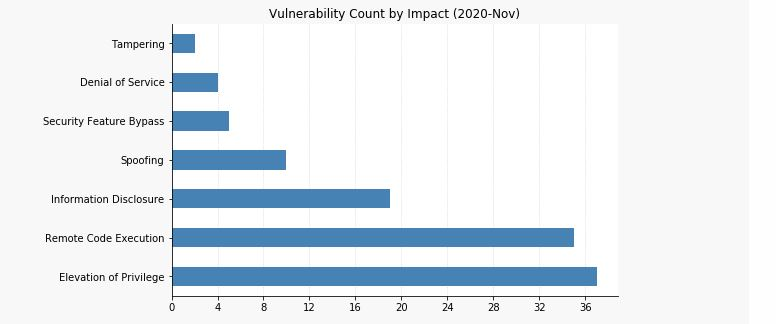 Vulnerability Count by Impact (2020-Nov)
Tampering
Denial of Service
Security Feature Bypass
Spoofing
Information Disclosure
Remote Code Execution
Elevation of Privilege
0 4 8 12 16 20 24 28 32 36